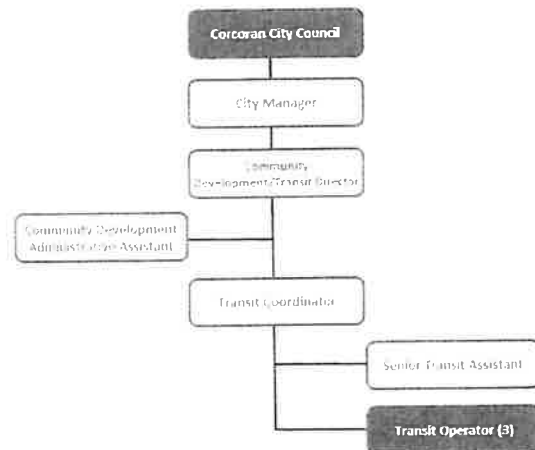 Corcoran City Council
City Manager
Community
Development/Transit Director
Community Development
Administrative Assistant
Transit Coordinator
Senior Transit Assistant
Transit Operator (3)